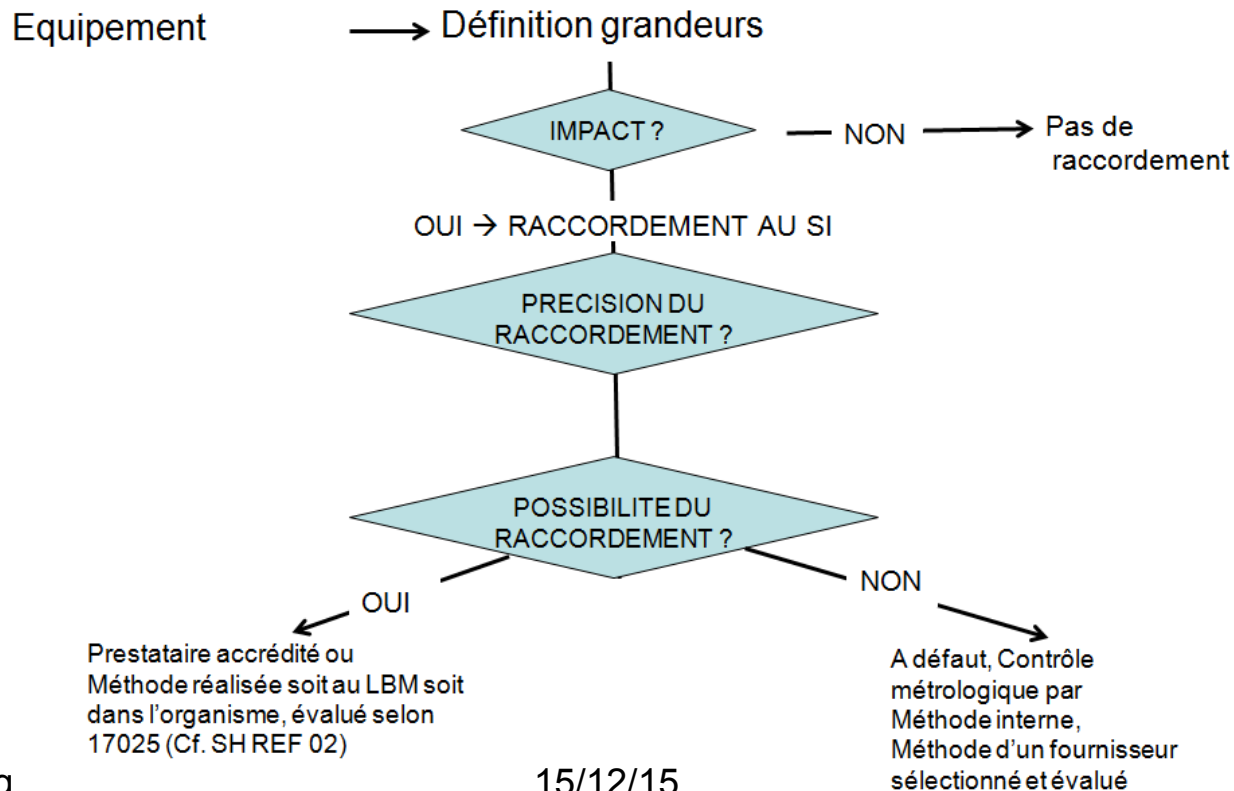 Equipement → Définition grandeurs
IMPACT ?
NON
Pas de
raccordement
OUI → RACCORDEMENT AU SI
PRECISION DU
RACCORDEMENT ?
POSSIBILITE DU
RACCORDEMENT ?
OUI
NON
Prestataire accrédité ou
Méthode réalisée soit au LBM soit
dans l'organisme, évalué selon
17025 (Cf. SH REF 02)
A défaut, Contrôle
métrologique par
Méthode interne,
Méthode d'un fournisseur
sélectionné et évalué
15/12/15